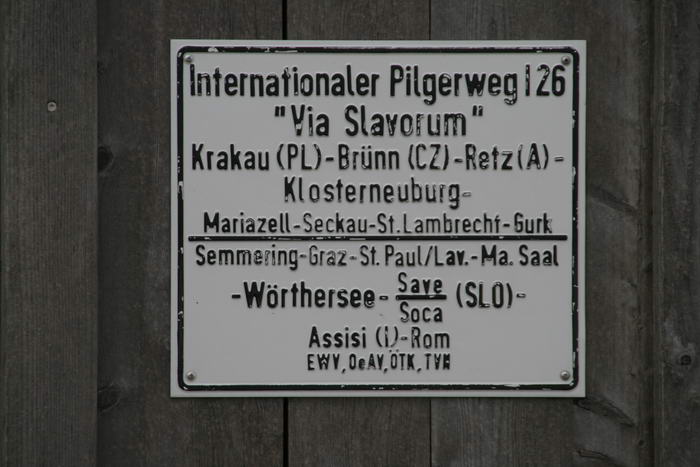 Internationaler Pilgerweg I 26
"Via Slavorum"
Krakau (PL)-Brünn (CZ)-Retz (A)-
Klosterneuburg-
Mariazell-Seckau-St. Lambrecht-Gurk
Semmering-Graz-St. Paul/Lav.-Ma. Saal
-Wörthersee- Save (SLO)-
Soca
Assisi (I)-Rom
EWV, OeAV, ÖTK, TVN